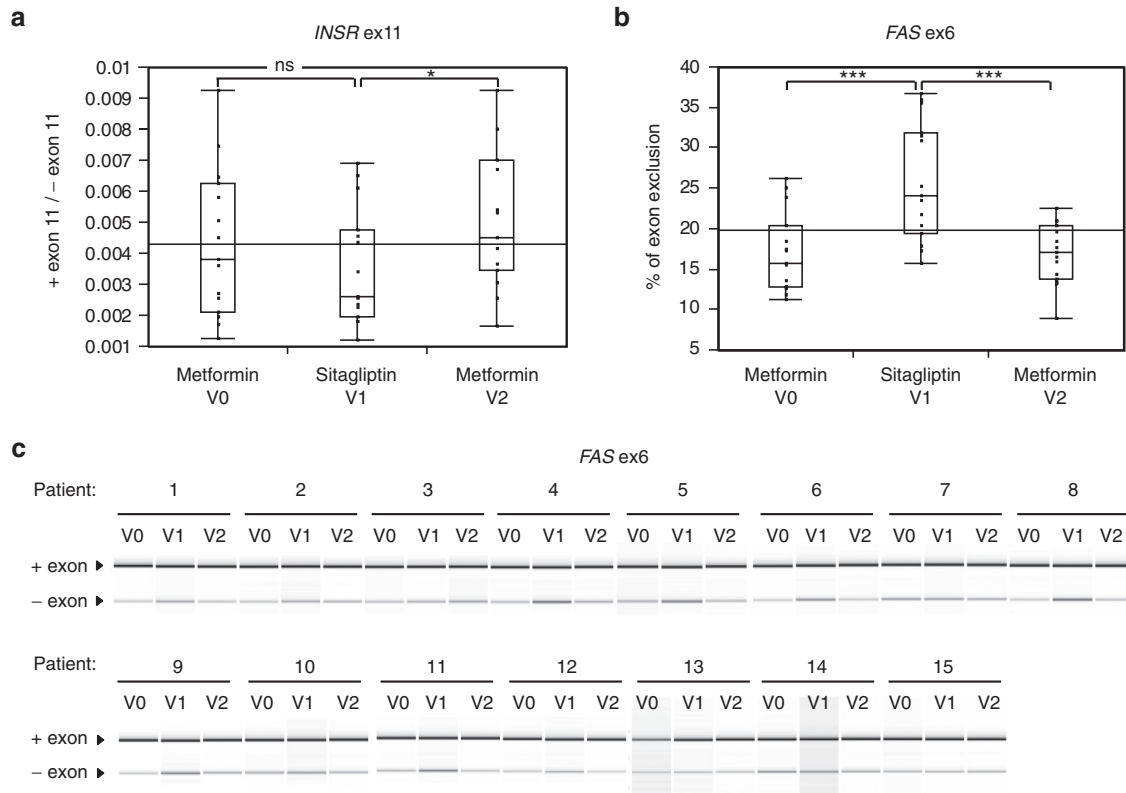 a
INSR ex11
+ exon 11 / – exon 11
0.01
0.009
0.008
0.007
0.006
0.005
0.004
0.003
0.002
0.001
ns
*
Metformin Sitagliptin Metformin
V0 V1 V2
b
FAS ex6
% of exon exclusion
40
35
30
25
20
15
10
5
*** ***
Metformin Sitagliptin Metformin
V0 V1 V2
c
FAS ex6
Patient: 1 2 3 4 5 6 7 8
V0 V1 V2 V0 V1 V2 V0 V1 V2 V0 V1 V2 V0 V1 V2 V0 V1 V2 V0 V1 V2 V0 V1 V2
+ exon
– exon
Patient: 9 10 11 12 13 14 15
V0 V1 V2 V0 V1 V2 V0 V1 V2 V0 V1 V2 V0 V1 V2 V0 V1 V2 V0 V1 V2
+ exon
– exon